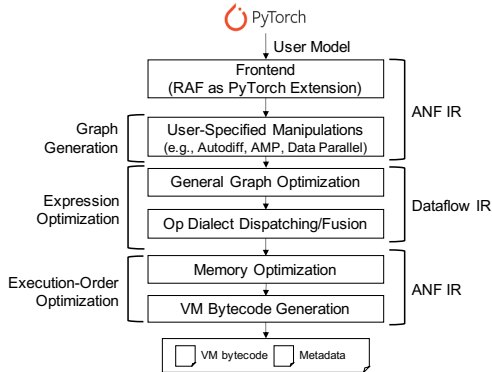 PyTorch
User Model
Frontend
(RAF as PyTorch Extension)
ANF IR
Graph
Generation
User-Specified Manipulations
(e.g., Autodiff, AMP, Data Parallel)
General Graph Optimization
Expression
Optimization
Dataflow IR
Op Dialect Dispatching/Fusion
Memory Optimization
Execution-Order
Optimization
ANF IR
VM Bytecode Generation
VM bytecode
Metadata